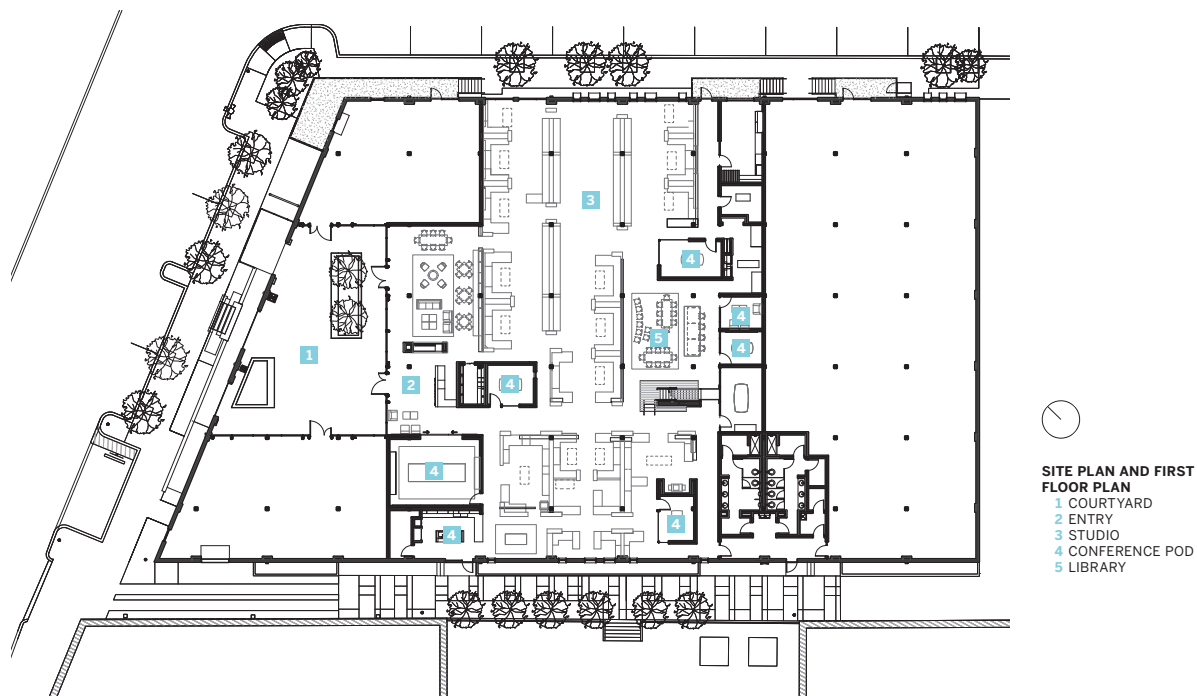 3
4
4
5
1
4
2
4
4
4
4
SITE PLAN AND FIRST
FLOOR PLAN
1 COURTYARD
2 ENTRY
3 STUDIO
4 CONFERENCE POD
5 LIBRARY